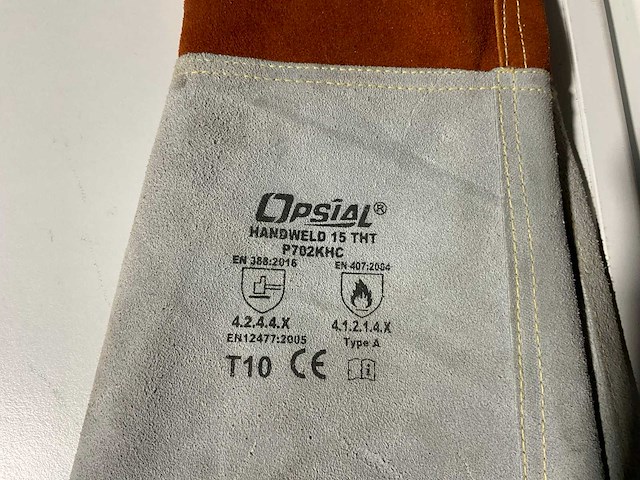 OPSIAL®
HANDWELD 15 THT
P702KHC
EN 388:2016 EN 407:2004
4.2.4.4.X 4.1.2.1.4.X
EN12477:2005 Type A
T10 CE i